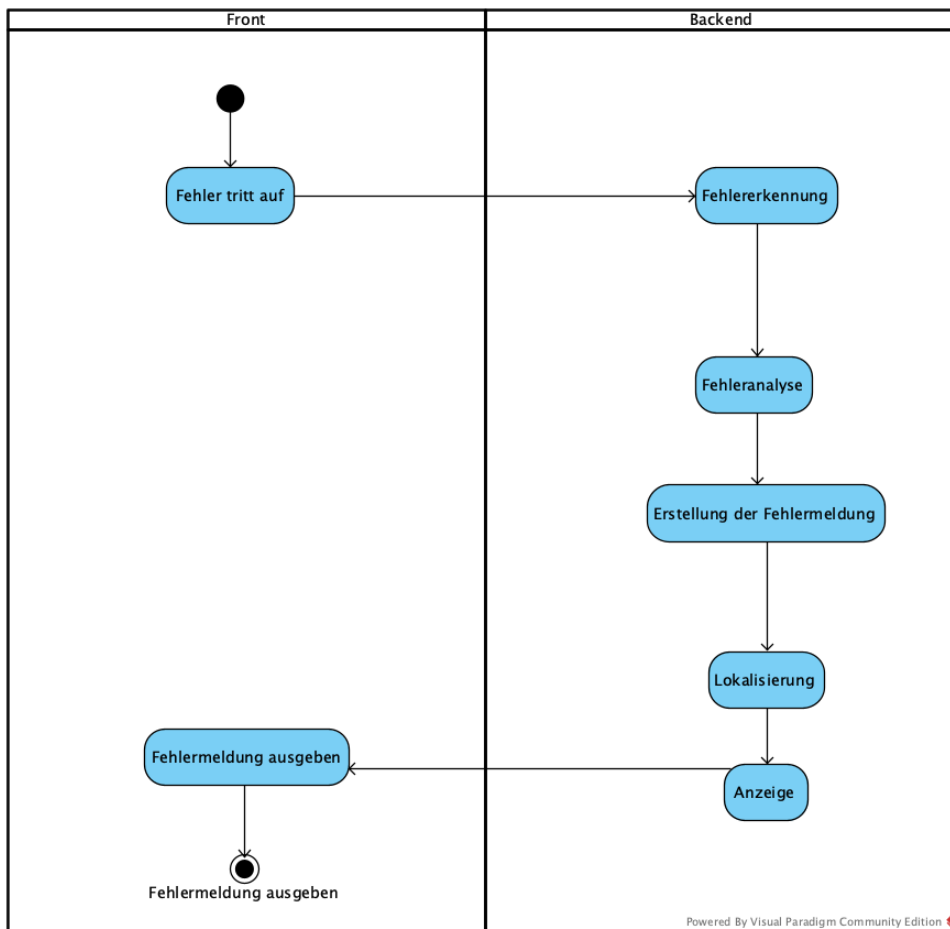 Front
Backend
Fehler tritt auf
Fehlererkennung
Fehleranalyse
Erstellung der Fehlermeldung
Lokalisierung
Fehlermeldung ausgeben
Anzeige
Fehlermeldung ausgeben
Powered By Visual Paradigm Community Edition